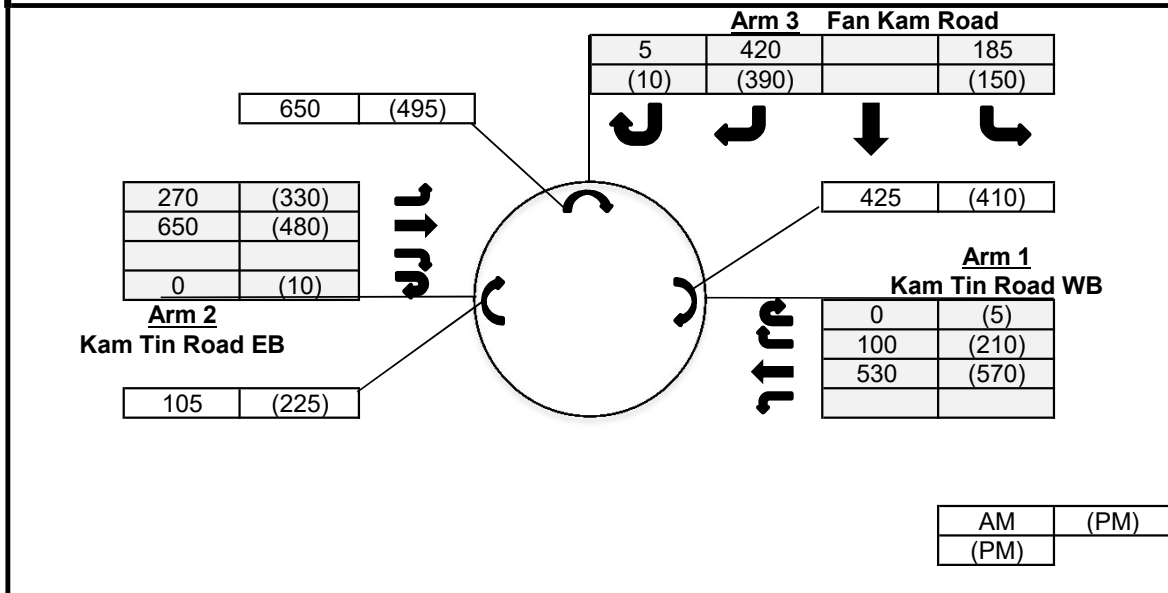 Arm 3 Fan Kam Road
5 420 185
(10) (390) (150)
650 (495)
270 (330)
650 (480)
0 (10)
Arm 2
Kam Tin Road EB
105 (225)
425 (410)
Arm 1
Kam Tin Road WB
0 (5)
100 (210)
530 (570)
AM (PM)
(PM)